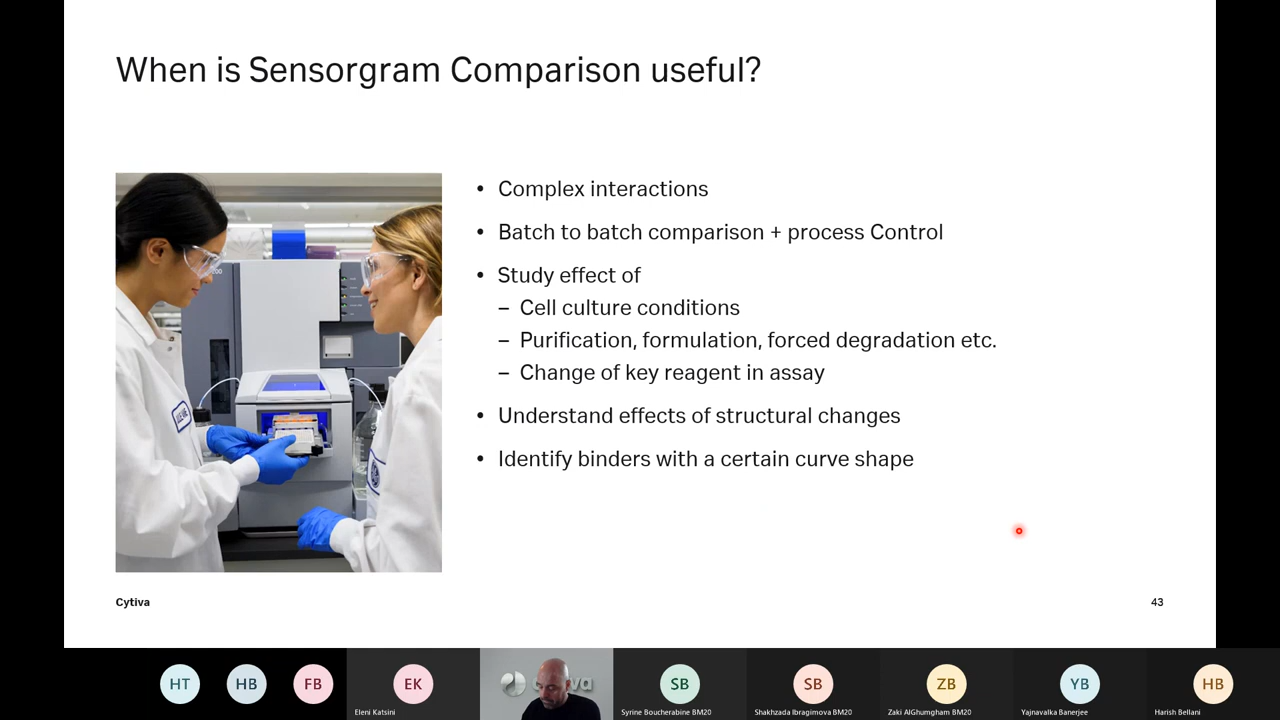 When is Sensorgram Comparison useful?
• Complex interactions
• Batch to batch comparison + process Control
• Study effect of
– Cell culture conditions
– Purification, formulation, forced degradation etc.
– Change of key reagent in assay
• Understand effects of structural changes
• Identify binders with a certain curve shape
Cytiva
43
HT
HB
FB
EK
SB
SB
ZB
YB
HB
Eleni Katsini
Syrine Boucherabine BM20
Shakhzada Ibragimova BM20
Zaki AlGhumgham BM20
Yajnavalka Banerjee
Harish Bellani